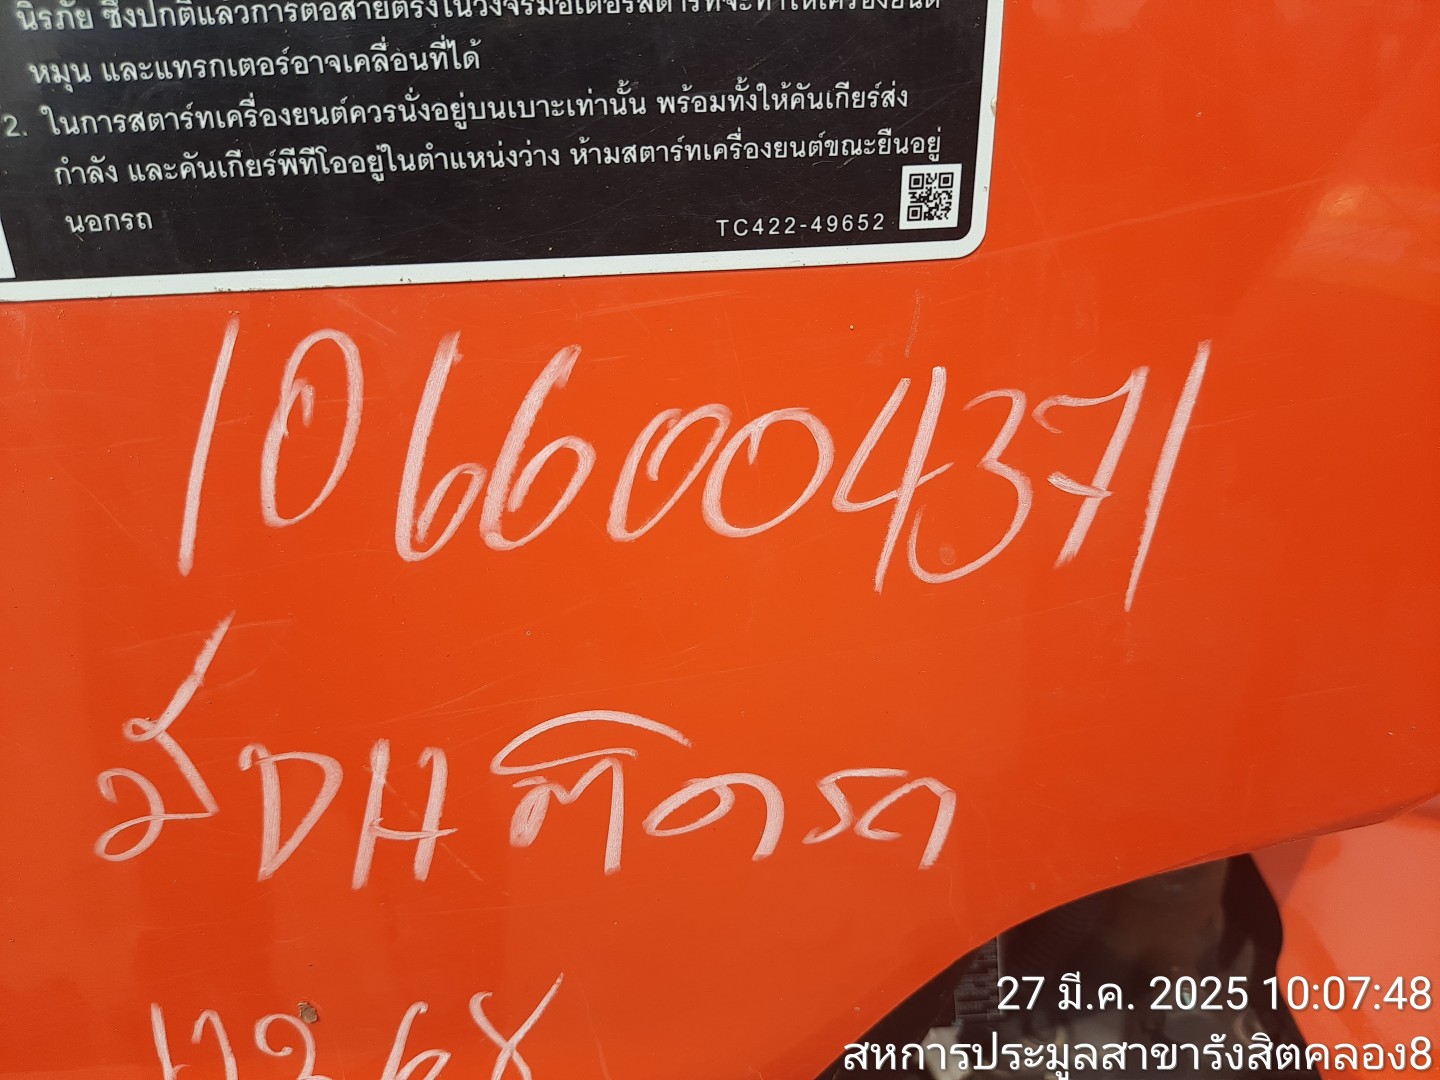 นิรภัย ซึ่งปกติแล้วการต่อสายตรงในวงจรมอเตอร์สตาร์ทจะทำให้เครื่องยนต์
หมุน และแทรกเตอร์อาจเคลื่อนที่ได้
2. ในการสตาร์ทเครื่องยนต์ควรนั่งอยู่บนเบาะเท่านั้น พร้อมทั้งให้คันเกียร์ส่ง
กำลัง และคันเกียร์พีทีโออยู่ในตำแหน่งว่าง ห้ามสตาร์ทเครื่องยนต์ขณะยืนอยู่
นอกรถ
TC422-49652
1066004371
ติดรถ
27 มี.ค. 2025 10:07:48
สหการประมูลสาขารังสิตคลอง8